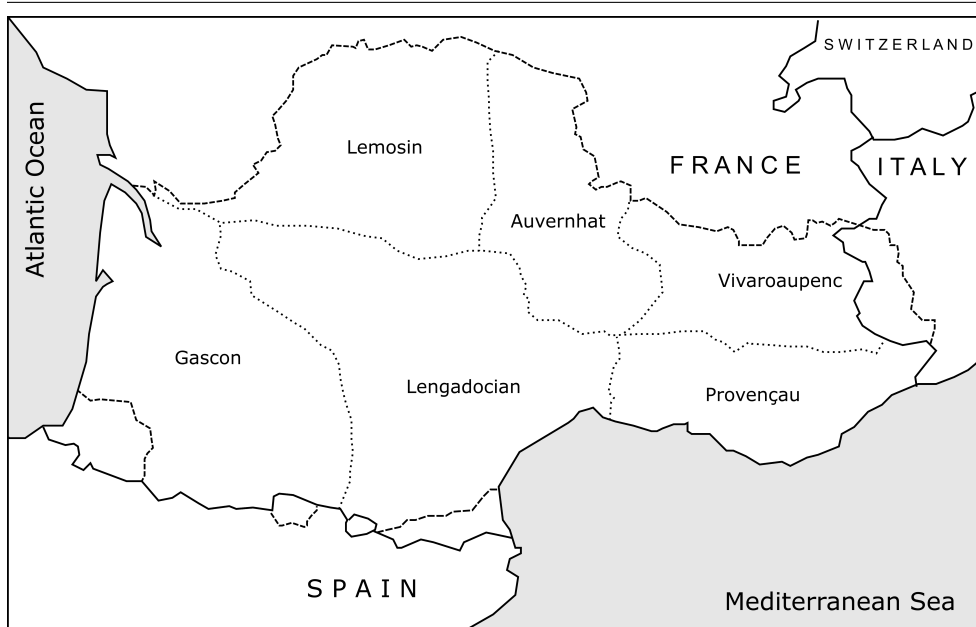 SWITZERLAND
Atlantic Ocean
Lemosin
FRANCE
ITALY
Auvernhat
Vivaroaupenc
Gascon
Lengadocian
Provençau
SPAIN
Mediterranean Sea